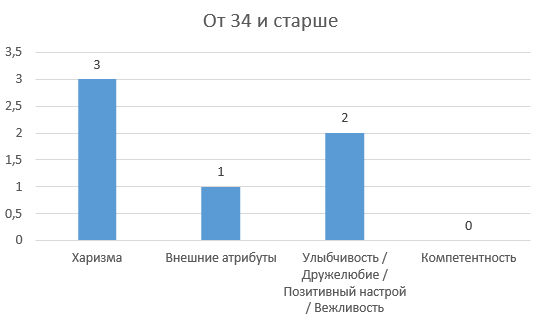 От 34 и старше
3,5
3
2,5
2
1,5
1
0,5
0
3
1
2
0
Харизма
Внешние атрибуты
Улыбчивость /
Дружелюбие /
Позитивный настрой
/ Вежливость
Компетентность